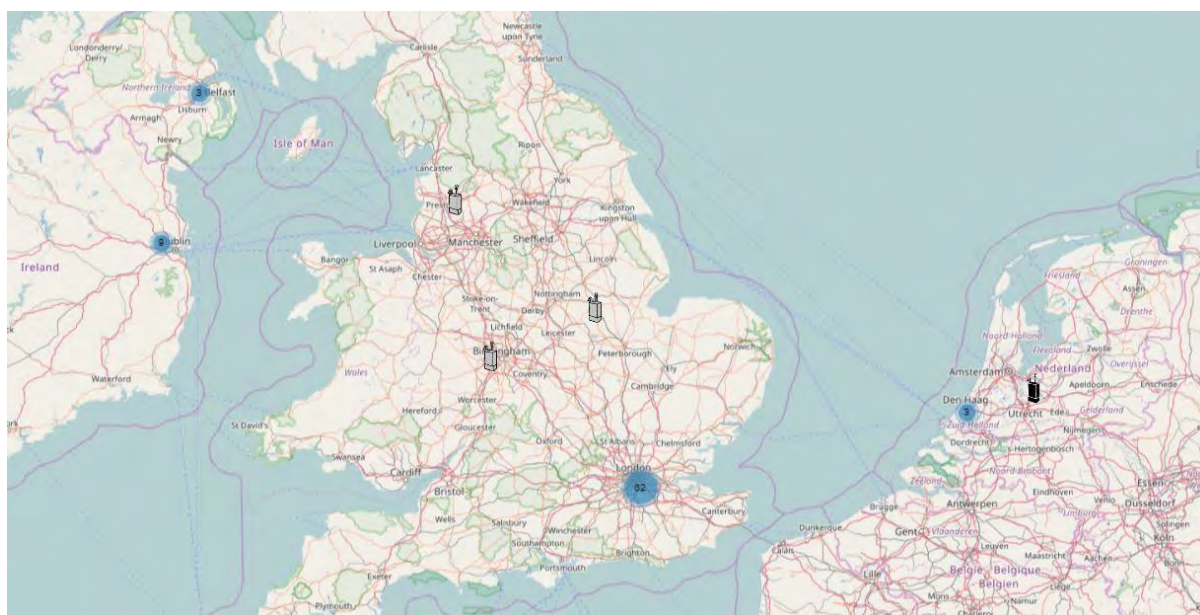 Newcastle
upon Tyne
Londonderry/
Derry
Carlisle
Sunderland
Northern Ireland
3
Belfast
Lisburn
Armagh
Newry
Isle of Man
Ripon
Lancaster
York
Preston
Wakefield
Kingston
upon Hull
9
Liverpool
Manchester
Sheffield
Ireland
Bangor
St Asaph
Chester
Lincoln
Groningen
Friesland
Assen
Stoke-on-
Trent
Nottingham
Derby
Drenthe
Lichfield
Leicester
Noord-Holland
Birmingham
Peterborough
Norwich
Flevoland
Zwolle
Overijssel
Waterford
Wales
Coventry
Ely
Cambridge
Amsterdam
Nederland
Apeldoorn
Enschede
Worcester
Hereford
Den Haag
3
Utrecht
Ede
Gelderland
St David's
Gloucester
Zuid-Holland
Nijmegen
Dordrecht
's-Hertogenbosch
Oxford
St Albans
Chelmsford
Swansea
Cardiff
London
62
Noord-Brabant
Zeeland
Essen
Bristol
Eindhoven
Venlo
Düsseldorf
Wells
Salisbury
Canterbury
Brugge
Antwerpen
Limburg
Winchester
Dunkerque
Gent
Vlaanderen
Solingen
Southampton
Calais
Leuven
Maastricht
Köln
Brighton
Aachen
Bonn
Portsmouth
Lille
België Belgique
Belgien
Liège
Exeter
Mons
Namur
Plymouth